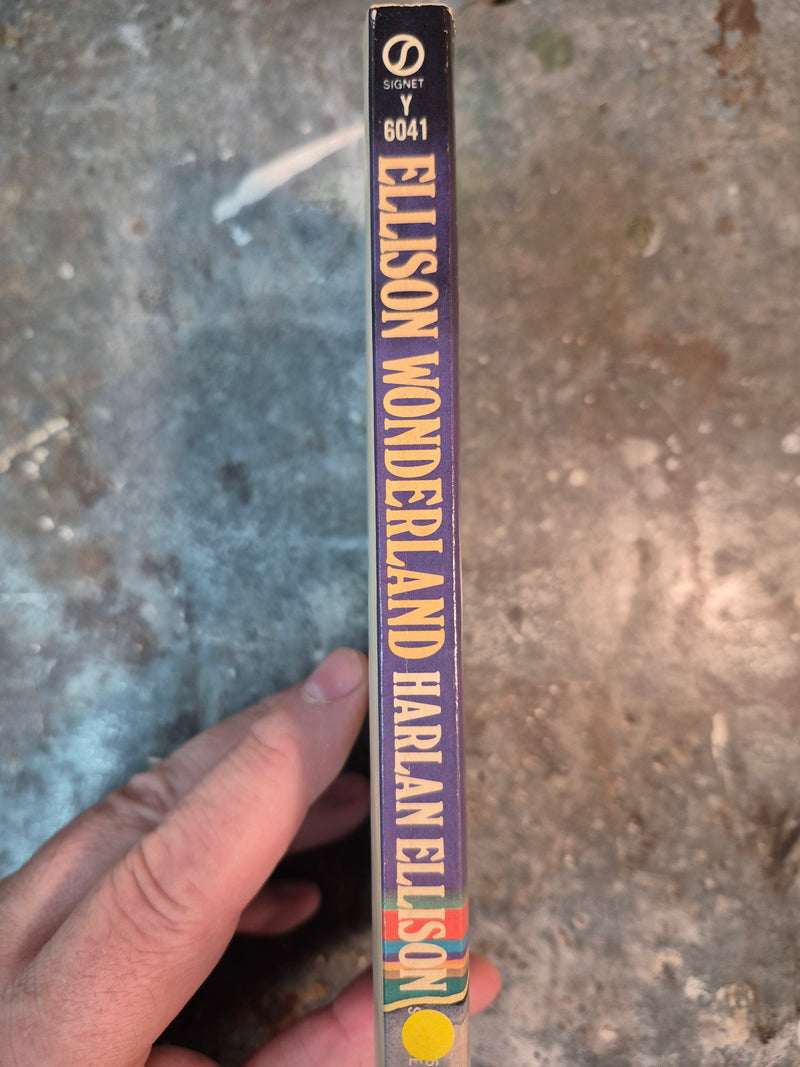 SIGNET
Y
6041
ELLISON WONDERLAND HARLAN ELLISON